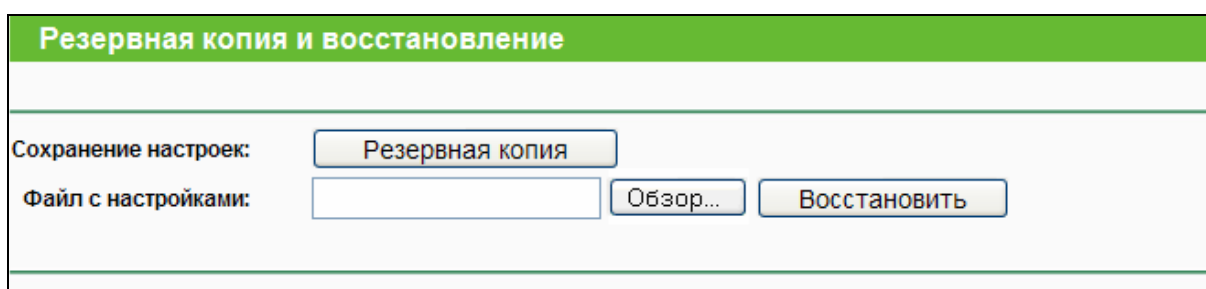 Резервная копия и восстановление
Сохранение настроек: Резервная копия
Файл с настройками: Обзор... Восстановить